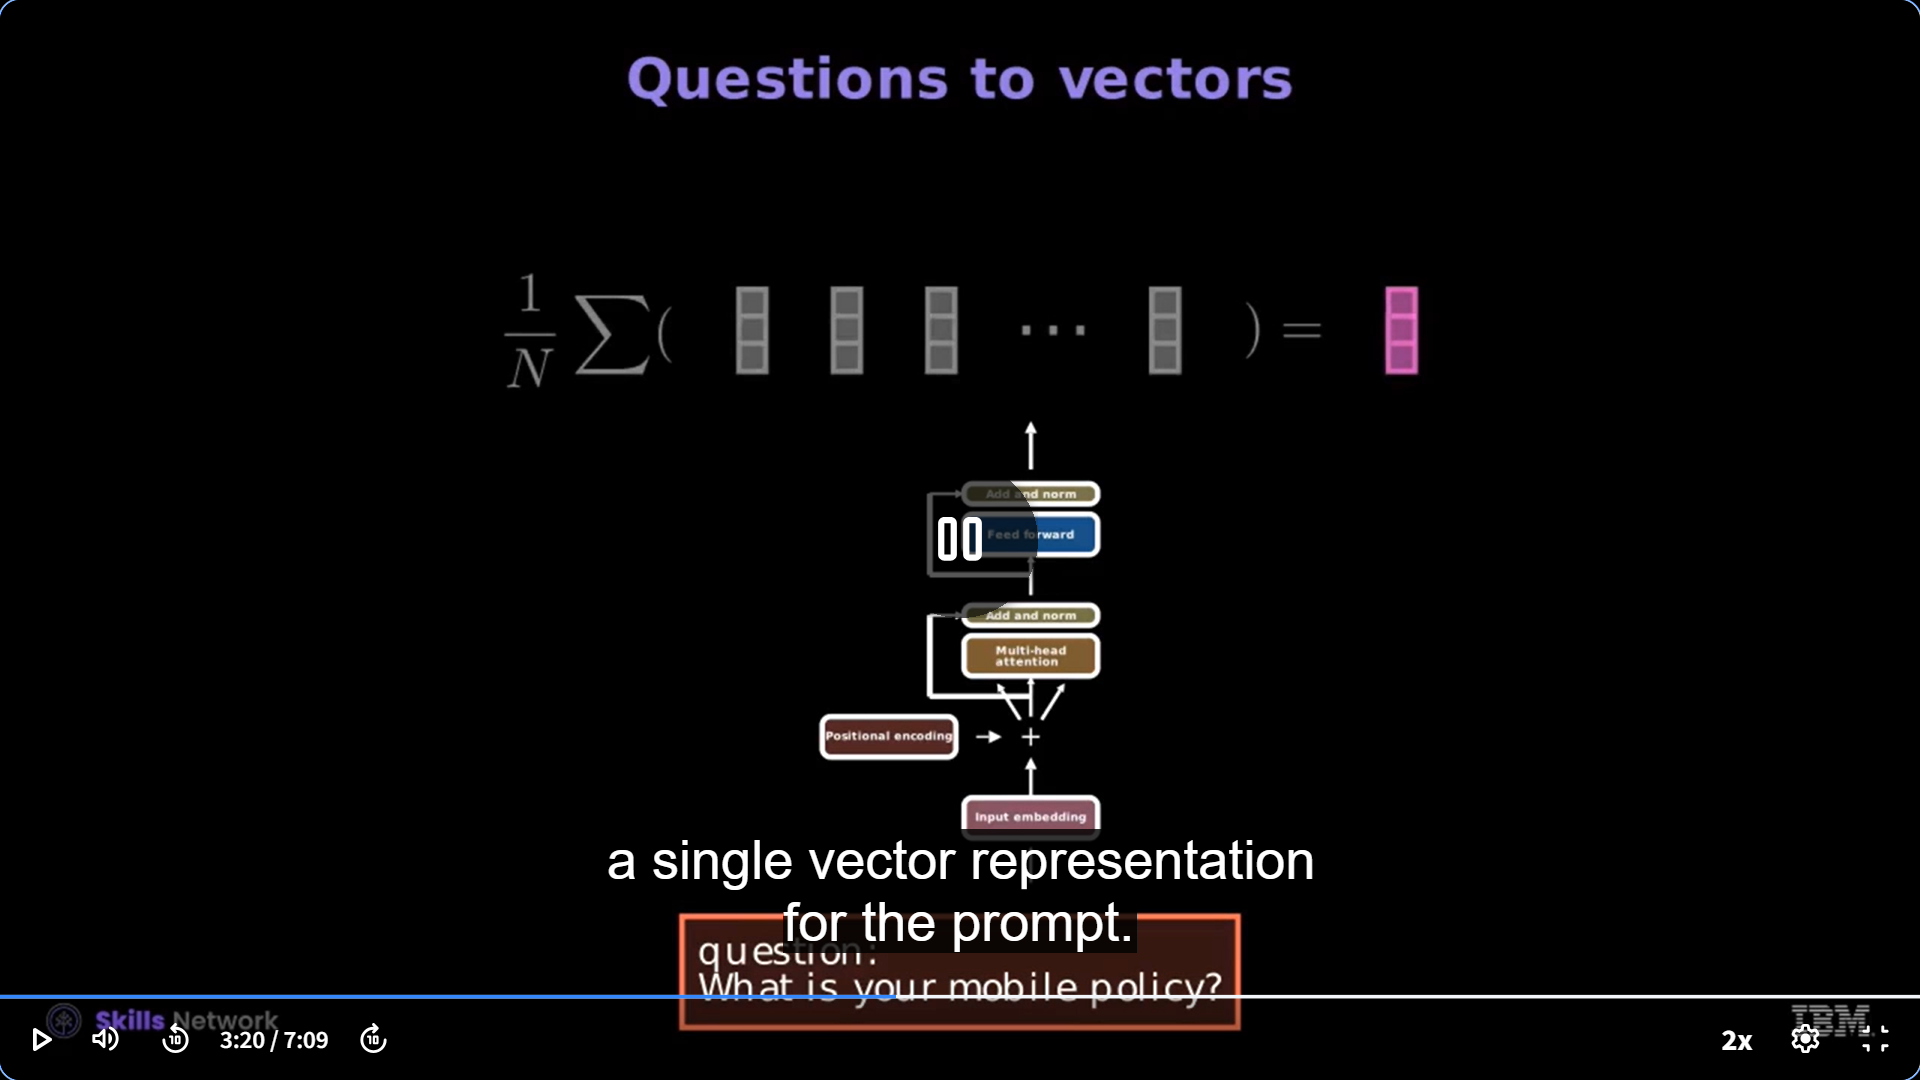 Questions to vectors
1
N
∑( ... ) =
Add and norm
Feed forward
Add and norm
Multi-head
attention
Positional encoding
+
Input embedding
a single vector representation
for the prompt.
question:
What is your mobile policy?
Skills Network
IBM
10
3:20 / 7:09
10
2x